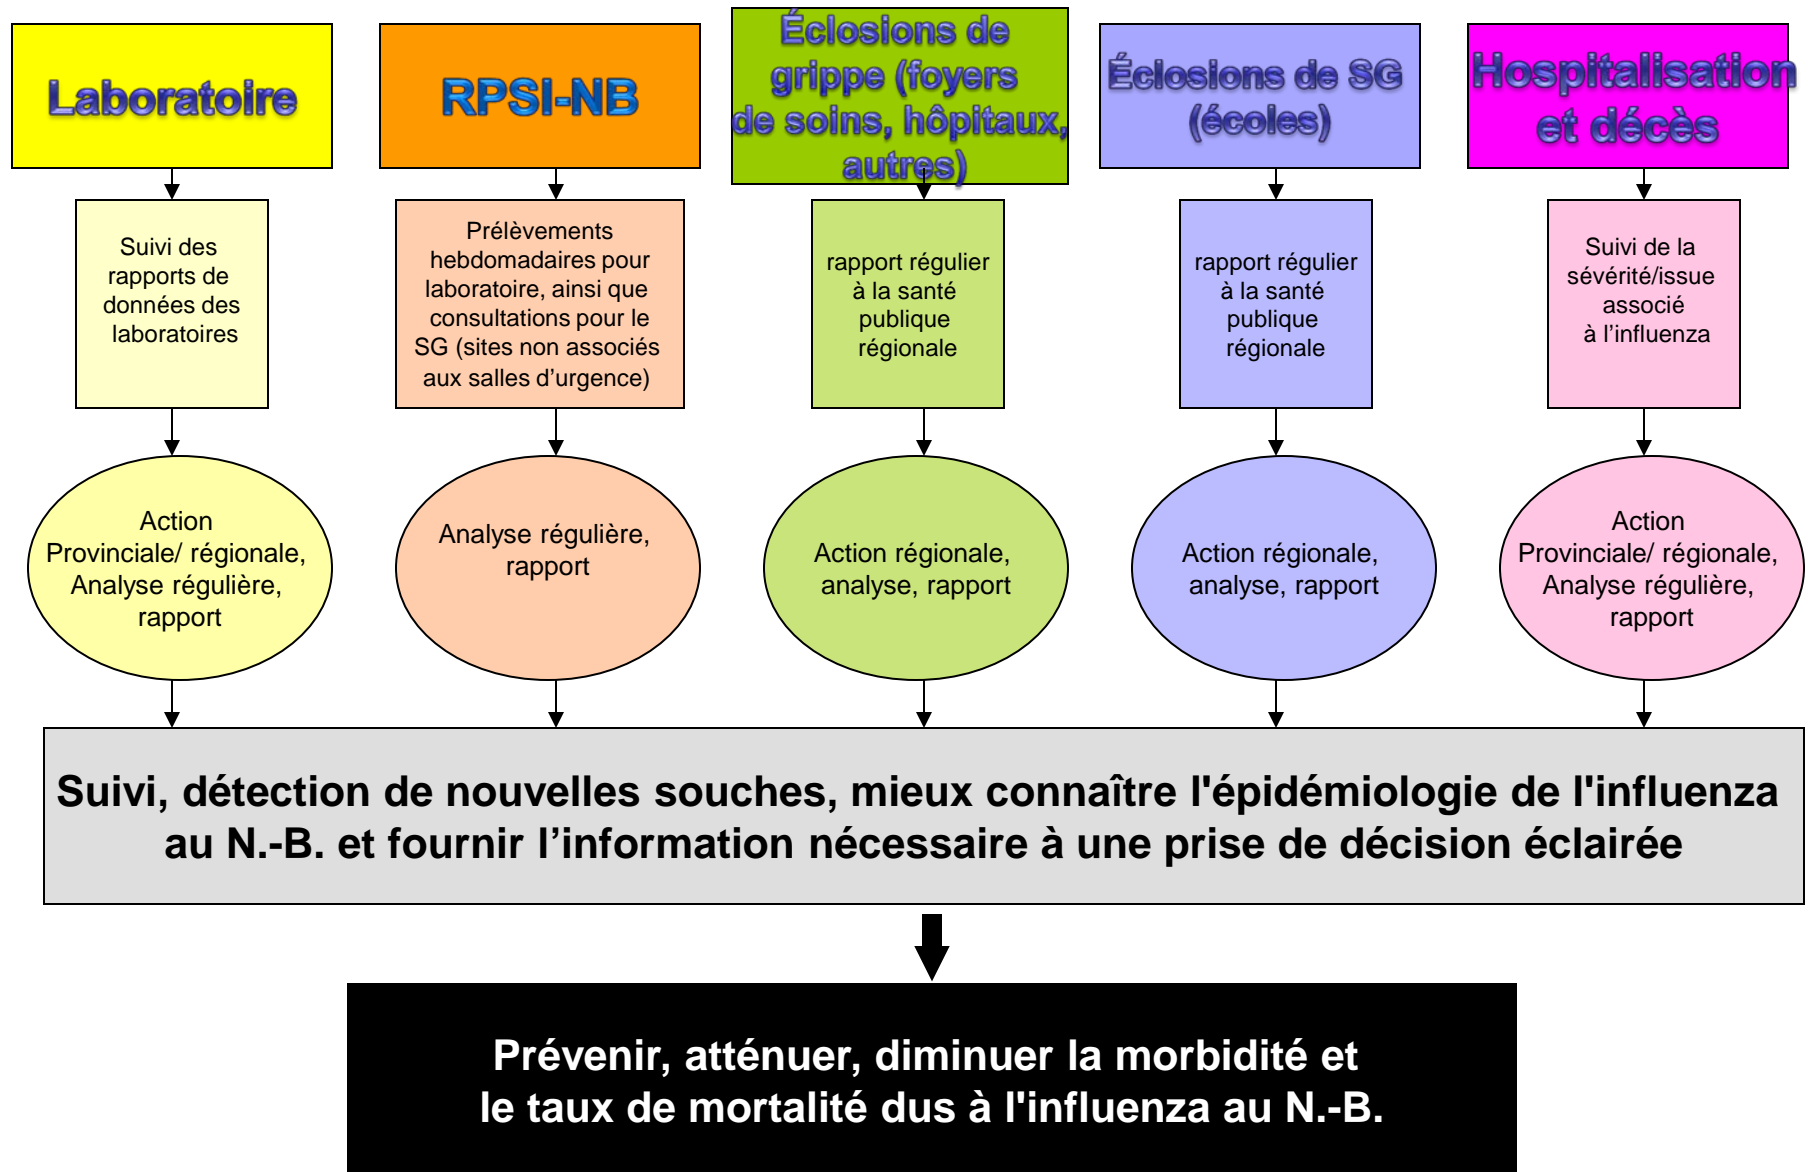 Laboratoire
RPSI-NB
Éclosions de
grippe (foyers
de soins, hôpitaux,
autres)
Éclosions de SG
(écoles)
Hospitalisation
et décès
Suivi des
rapports de
données des
laboratoires
Prélèvements
hebdomadaires pour
laboratoire, ainsi que
consultations pour le
SG (sites non associés
aux salles d’urgence)
rapport régulier
à la santé
publique
régionale
rapport régulier
à la santé
publique
régionale
Suivi de la
sévérité/issue
associé
à l’influenza
Action
Provinciale/ régionale,
Analyse régulière,
rapport
Analyse régulière,
rapport
Action régionale,
analyse, rapport
Action régionale,
analyse, rapport
Action
Provinciale/ régionale,
Analyse régulière,
rapport
Suivi, détection de nouvelles souches, mieux connaître l'épidémiologie de l'influenza
au N.-B. et fournir l’information nécessaire à une prise de décision éclairée
Prévenir, atténuer, diminuer la morbidité et
le taux de mortalité dus à l'influenza au N.-B.